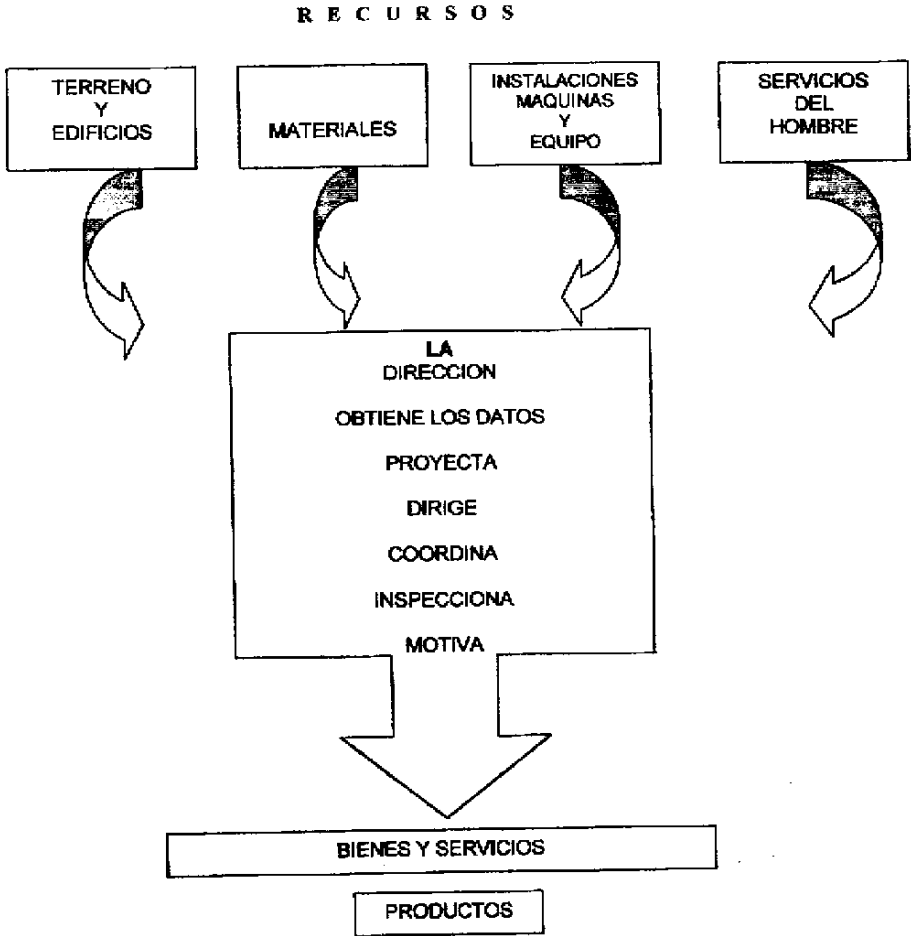 R E C U R S O S
TERRENO
Y
EDIFICIOS
MATERIALES
INSTALACIONES
MAQUINAS
Y
EQUIPO
SERVICIOS
DEL
HOMBRE
LA
DIRECCION
OBTIENE LOS DATOS
PROYECTA
DIRIGE
COORDINA
INSPECCIONA
MOTIVA
BIENES Y SERVICIOS
PRODUCTOS